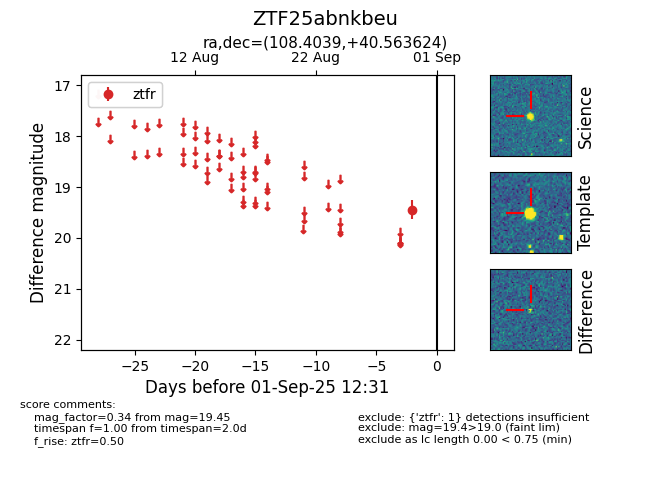 ZTF25abnkbeu
ra,dec=(108.4039,+40.563624)
12 Aug 22 Aug 01 Sep
ztfr
17
18
19
20
21
22
Difference magnitude
−25 −20 −15 −10 −5 0
Days before 01-Sep-25 12:31
Science
Template
Difference
score comments:
mag_factor=0.34 from mag=19.45
timespan f=1.00 from timespan=2.0d
f_rise: ztfr=0.50
exclude: {'ztfr': 1} detections insufficient
exclude: mag=19.4>19.0 (faint lim)
exclude as lc length 0.00 < 0.75 (min)